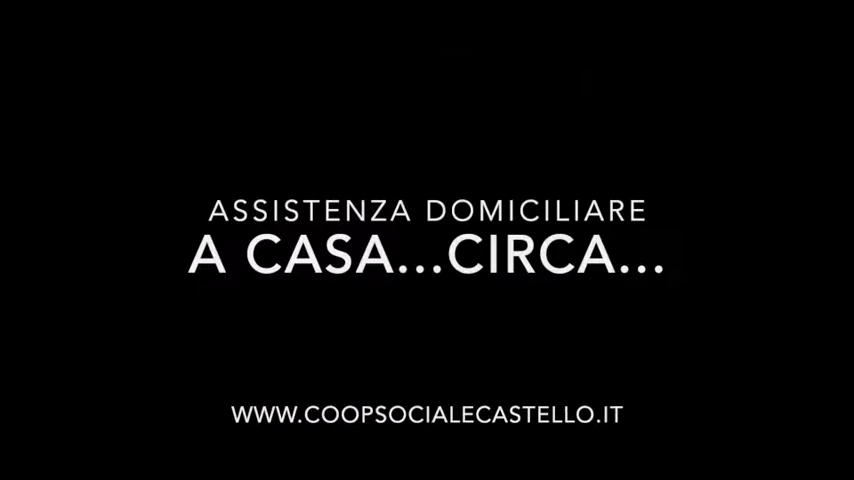 ASSISTENZA DOMICILIARE
A CASA...CIRCA...
WWW.COOPSOCIALECASTELLO.IT